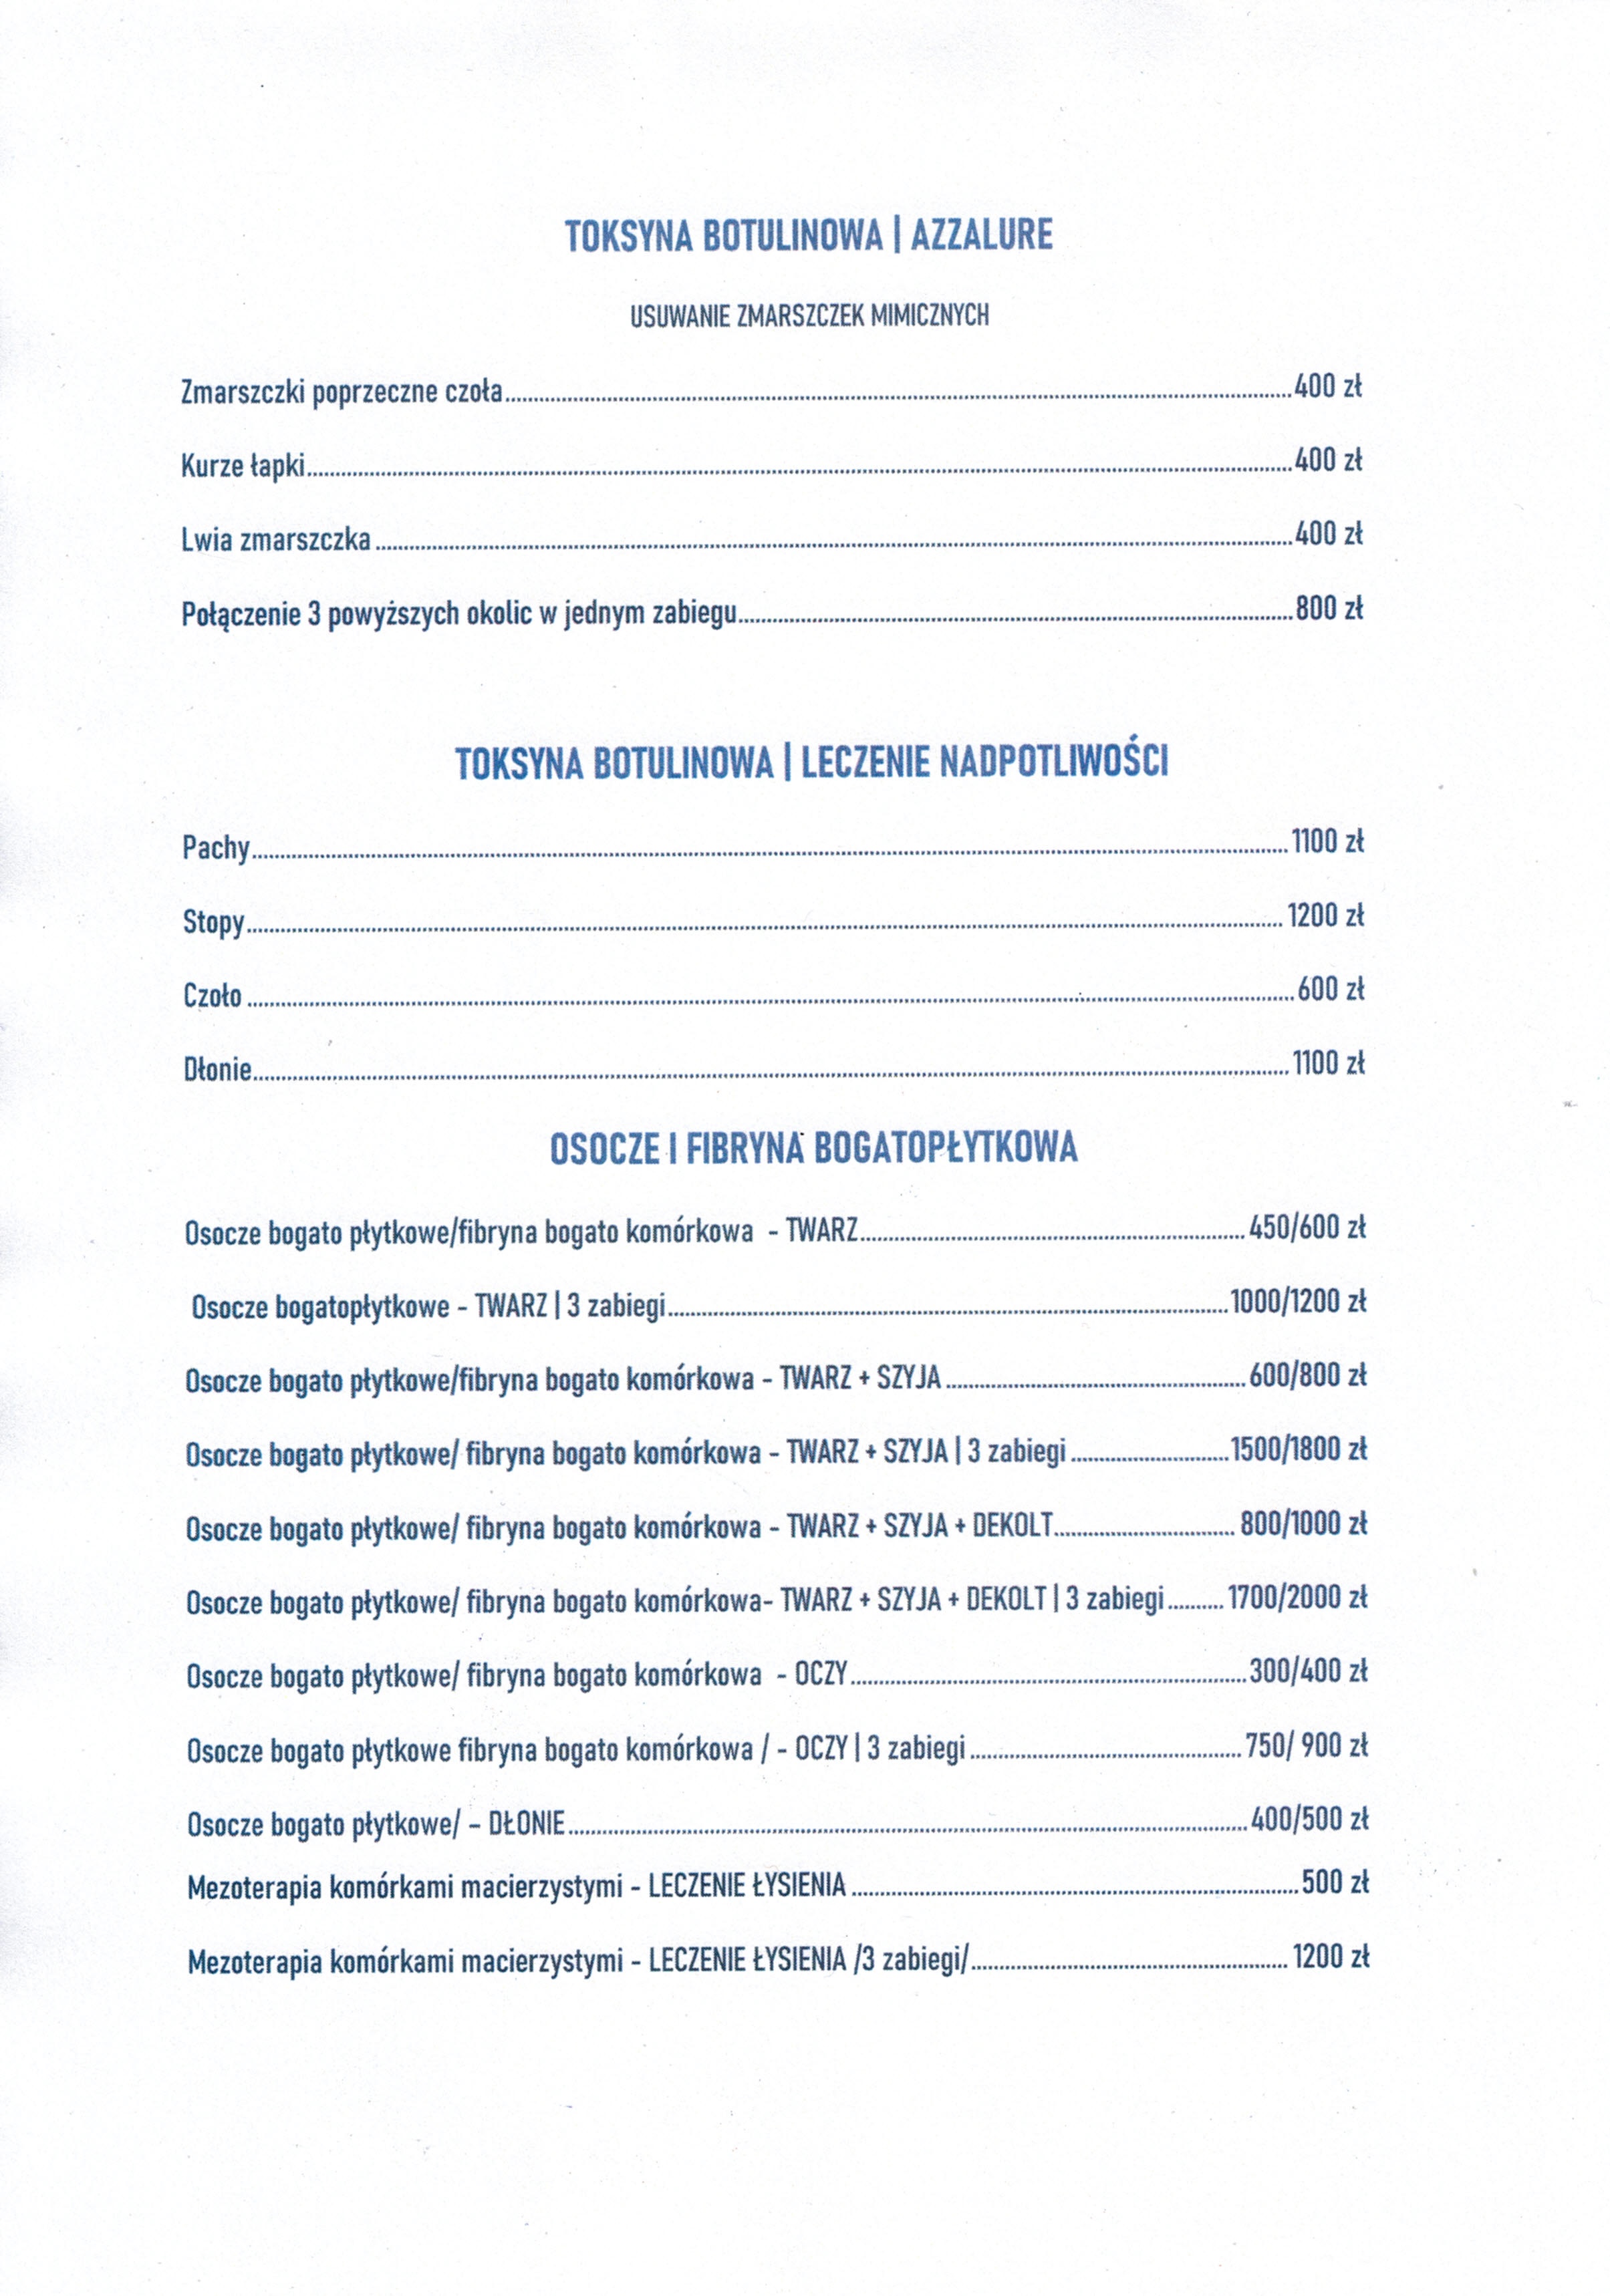 TOKSYNA BOTULINOWA | AZZALURE
USUWANIE ZMARSZCZEK MIMICZNYCH
Zmarszczki poprzeczne czoła........400 zł
Kurze łapki........400 zł
Lwia zmarszczka ........400 zł
Połączenie 3 powyższych okolic w jednym zabiegu........800 zł
TOKSYNA BOTULINOWA | LECZENIE NADPOTLIWOŚCI
Pachy........1100 zł
Stopy........1200 zł
Czoło ........600 zł
Dłonie........1100 zł
OSOCZE I FIBRYNA BOGATOPŁYTKOWA
Osocze bogato płytkowe/fibryna bogato komórkowa - TWARZ........450/600 zł
Osocze bogatopłytkowe - TWARZ | 3 zabiegi........1000/1200 zł
Osocze bogato płytkowe/fibryna bogato komórkowa - TWARZ + SZYJA ........600/800 zł
Osocze bogato płytkowe/ fibryna bogato komórkowa - TWARZ + SZYJA | 3 zabiegi ........1500/1800 zł
Osocze bogato płytkowe/ fibryna bogato komórkowa - TWARZ + SZYJA + DEKOLT........ 800/1000 zł
Osocze bogato płytkowe/ fibryna bogato komórkowa- TWARZ + SZYJA + DEKOLT | 3 zabiegi........ 1700/2000 zł
Osocze bogato płytkowe/ fibryna bogato komórkowa - OCZY........300/400 zł
Osocze bogato płytkowe fibryna bogato komórkowa / - OCZY | 3 zabiegi........750/ 900 zł
Osocze bogato płytkowe/ – DŁONIE........400/500 zł
Mezoterapia komórkami macierzystymi - LECZENIE ŁYSIENIA ........500 zł
Mezoterapia komórkami macierzystymi - LECZENIE ŁYSIENIA /3 zabiegi/........ 1200 zł